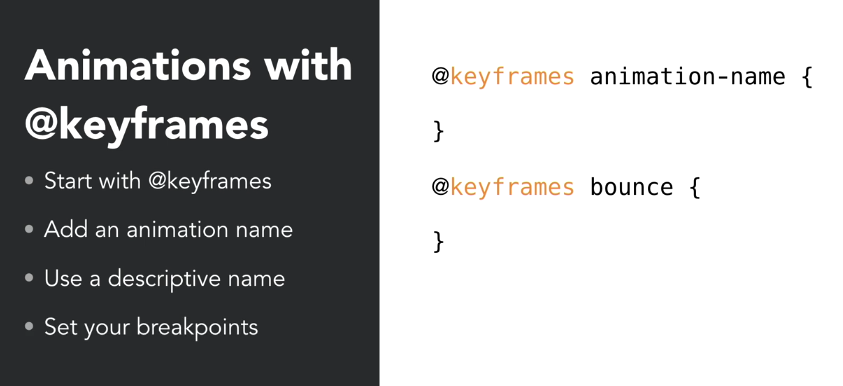 Animations with
@keyframes
• Start with @keyframes
• Add an animation name
• Use a descriptive name
• Set your breakpoints
@keyframes animation-name {
}
@keyframes bounce {
}